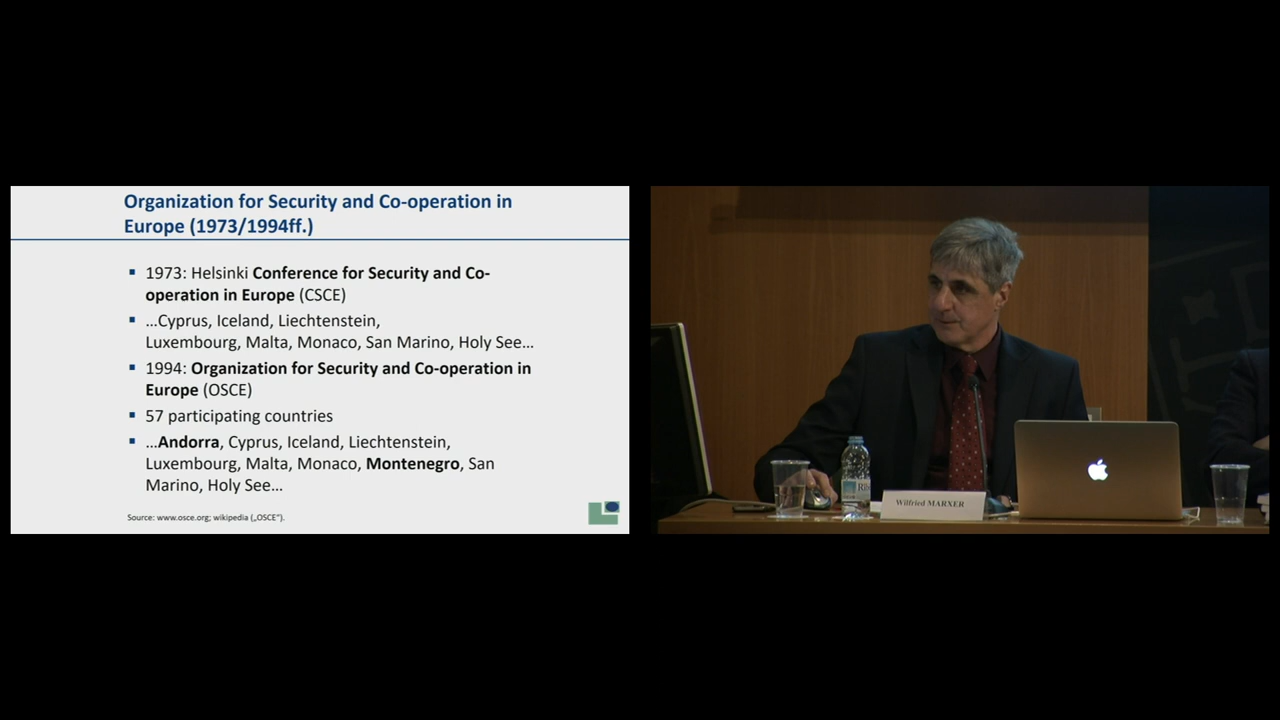 Organization for Security and Co-operation in
Europe (1973/1994ff.)
▪ 1973: Helsinki Conference for Security and Co-
operation in Europe (CSCE)
▪ …Cyprus, Iceland, Liechtenstein,
Luxembourg, Malta, Monaco, San Marino, Holy See…
▪ 1994: Organization for Security and Co-operation in
Europe (OSCE)
▪ 57 participating countries
▪ …Andorra, Cyprus, Iceland, Liechtenstein,
Luxembourg, Malta, Monaco, Montenegro, San
Marino, Holy See…
Source: www.osce.org; wikipedia („OSCE“).
Wilfried MARXER